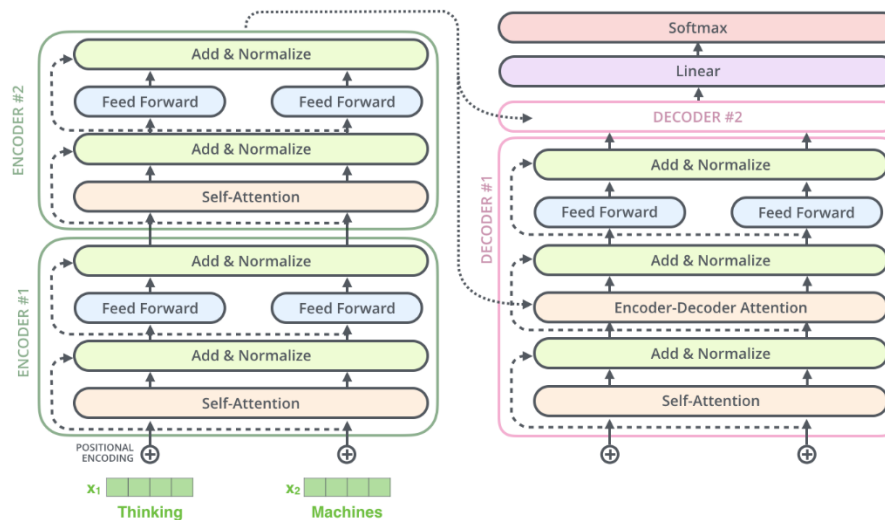 ENCODER #2
Add & Normalize
Feed Forward Feed Forward
Add & Normalize
Self-Attention
ENCODER #1
Add & Normalize
Feed Forward Feed Forward
Add & Normalize
Self-Attention
POSITIONAL
ENCODING
x1 x2
Thinking Machines
Softmax
Linear
DECODER #2
DECODER #1
Add & Normalize
Feed Forward Feed Forward
Add & Normalize
Encoder-Decoder Attention
Add & Normalize
Self-Attention